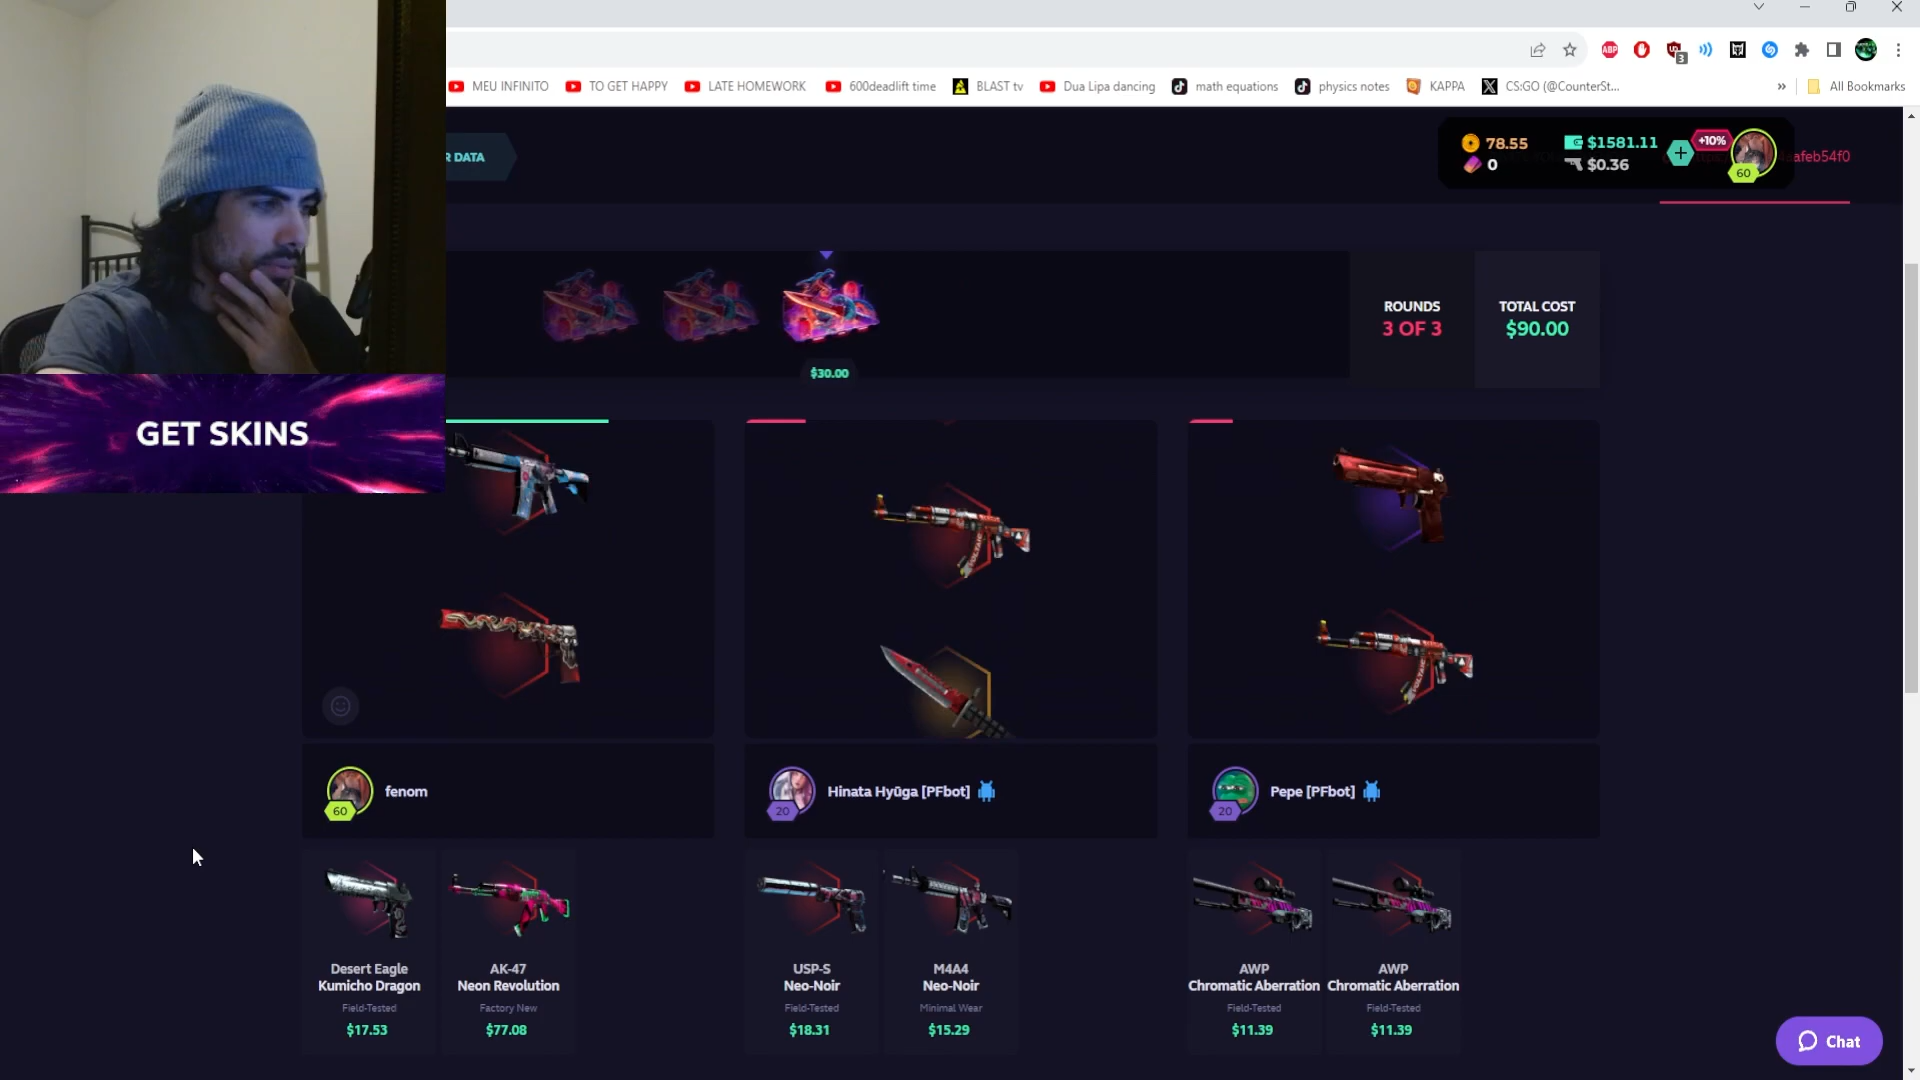 ABP
3
MEU INFINITO
TO GET HAPPY
LATE HOMEWORK
600deadlift time
BLAST tv
Dua Lipa dancing
math equations
physics notes
KAPPA
CS:GO (@CounterSt...
»
All Bookmarks
R DATA
78.55
$1581.11
+10%
0
$0.36
60
afeb54f0
ROUNDS
3 OF 3
TOTAL COST
$90.00
$30.00
GET SKINS
60
fenom
20
Hinata Hyūga [PFbot]
20
Pepe [PFbot]
Desert Eagle
Kumicho Dragon
Field-Tested
$17.53
AK-47
Neon Revolution
Factory New
$77.08
USP-S
Neo-Noir
Field-Tested
$18.31
M4A4
Neo-Noir
Minimal Wear
$15.29
AWP
Chromatic Aberration
Field-Tested
$11.39
AWP
Chromatic Aberration
Field-Tested
$11.39
Chat